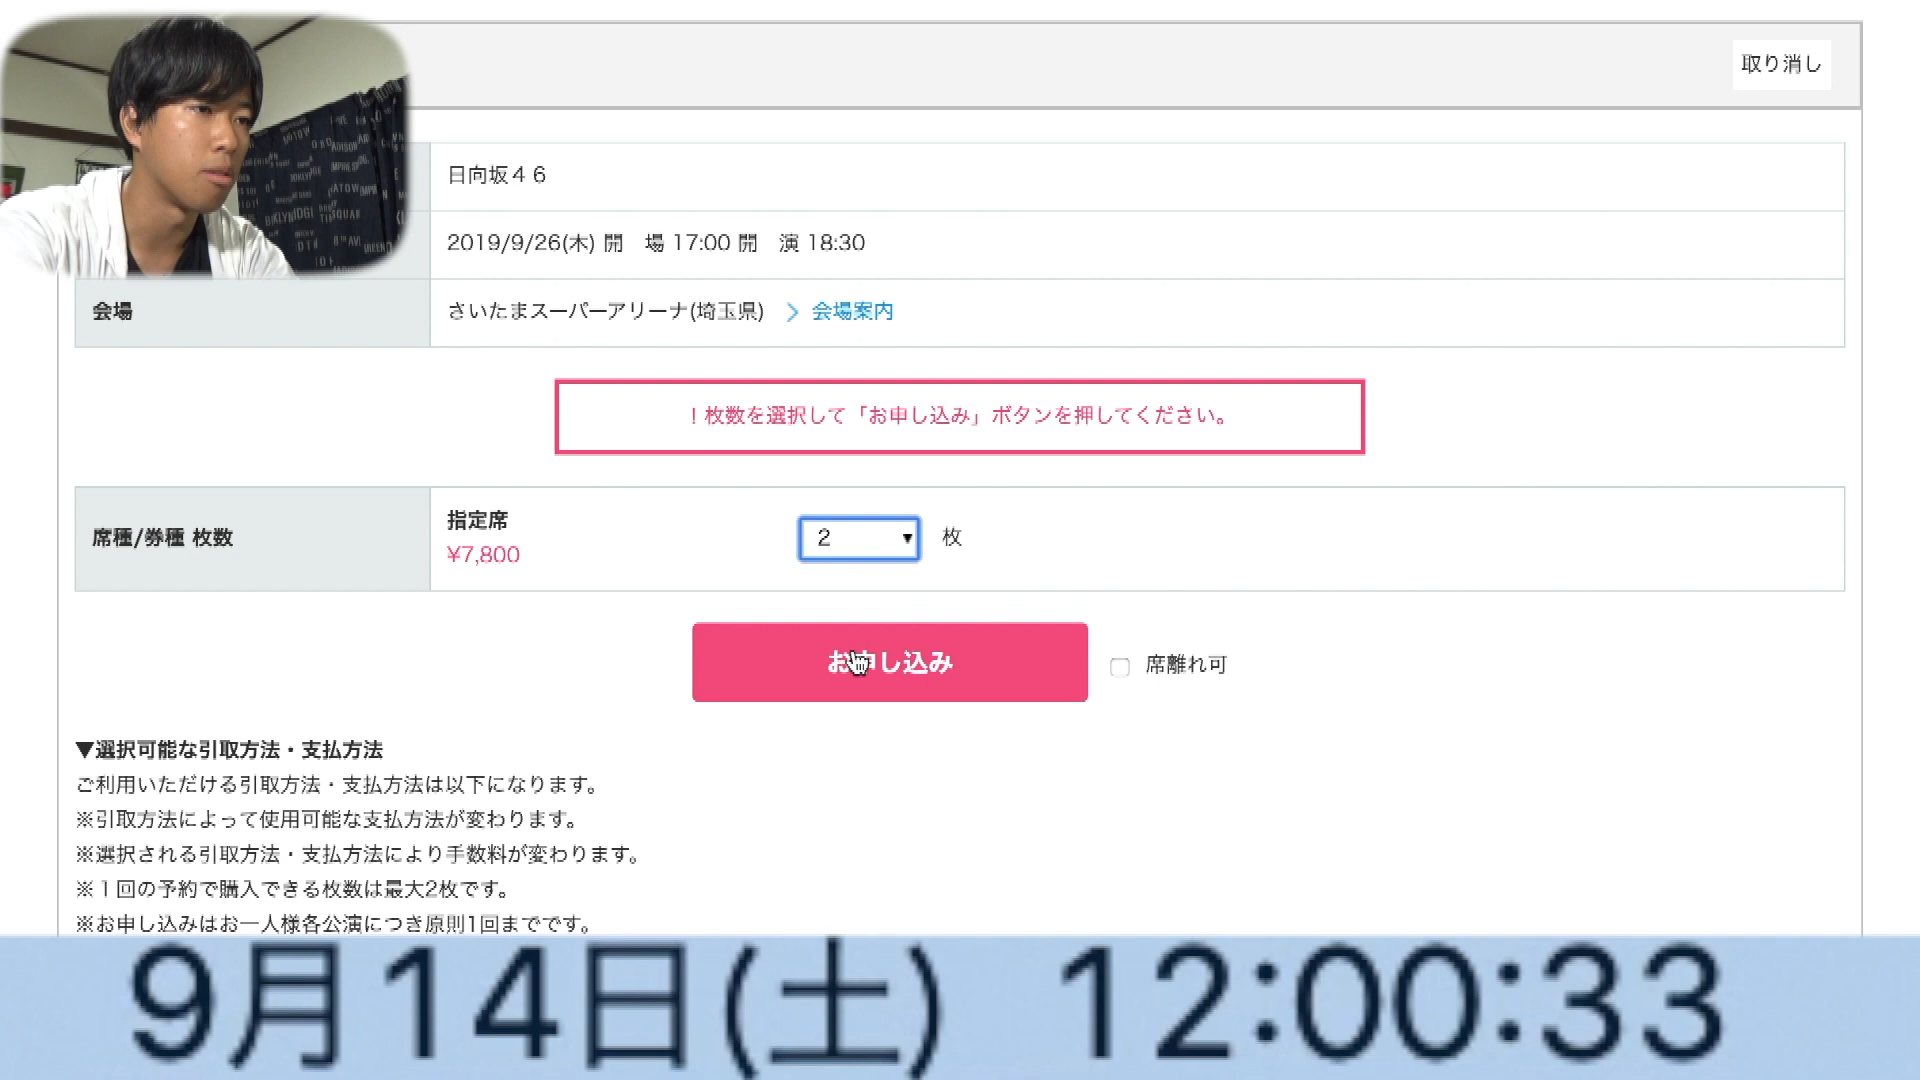 取り消し
日向坂４６
2019/9/26(木) 開　場 17:00 開　演 18:30
会場
さいたまスーパーアリーナ(埼玉県)
会場案内
！枚数を選択して「お申し込み」ボタンを押してください。
席種/券種 枚数
指定席
¥7,800
2
枚
お申し込み
席離れ可
▼選択可能な引取方法・支払方法
ご利用いただける引取方法・支払方法は以下になります。
※引取方法によって使用可能な支払方法が変わります。
※選択される引取方法・支払方法により手数料が変わります。
※１回の予約で購入できる枚数は最大2枚です。
※お申し込みはお一人様各公演につき原則1回までです。
9月14日(土) 12:00:33